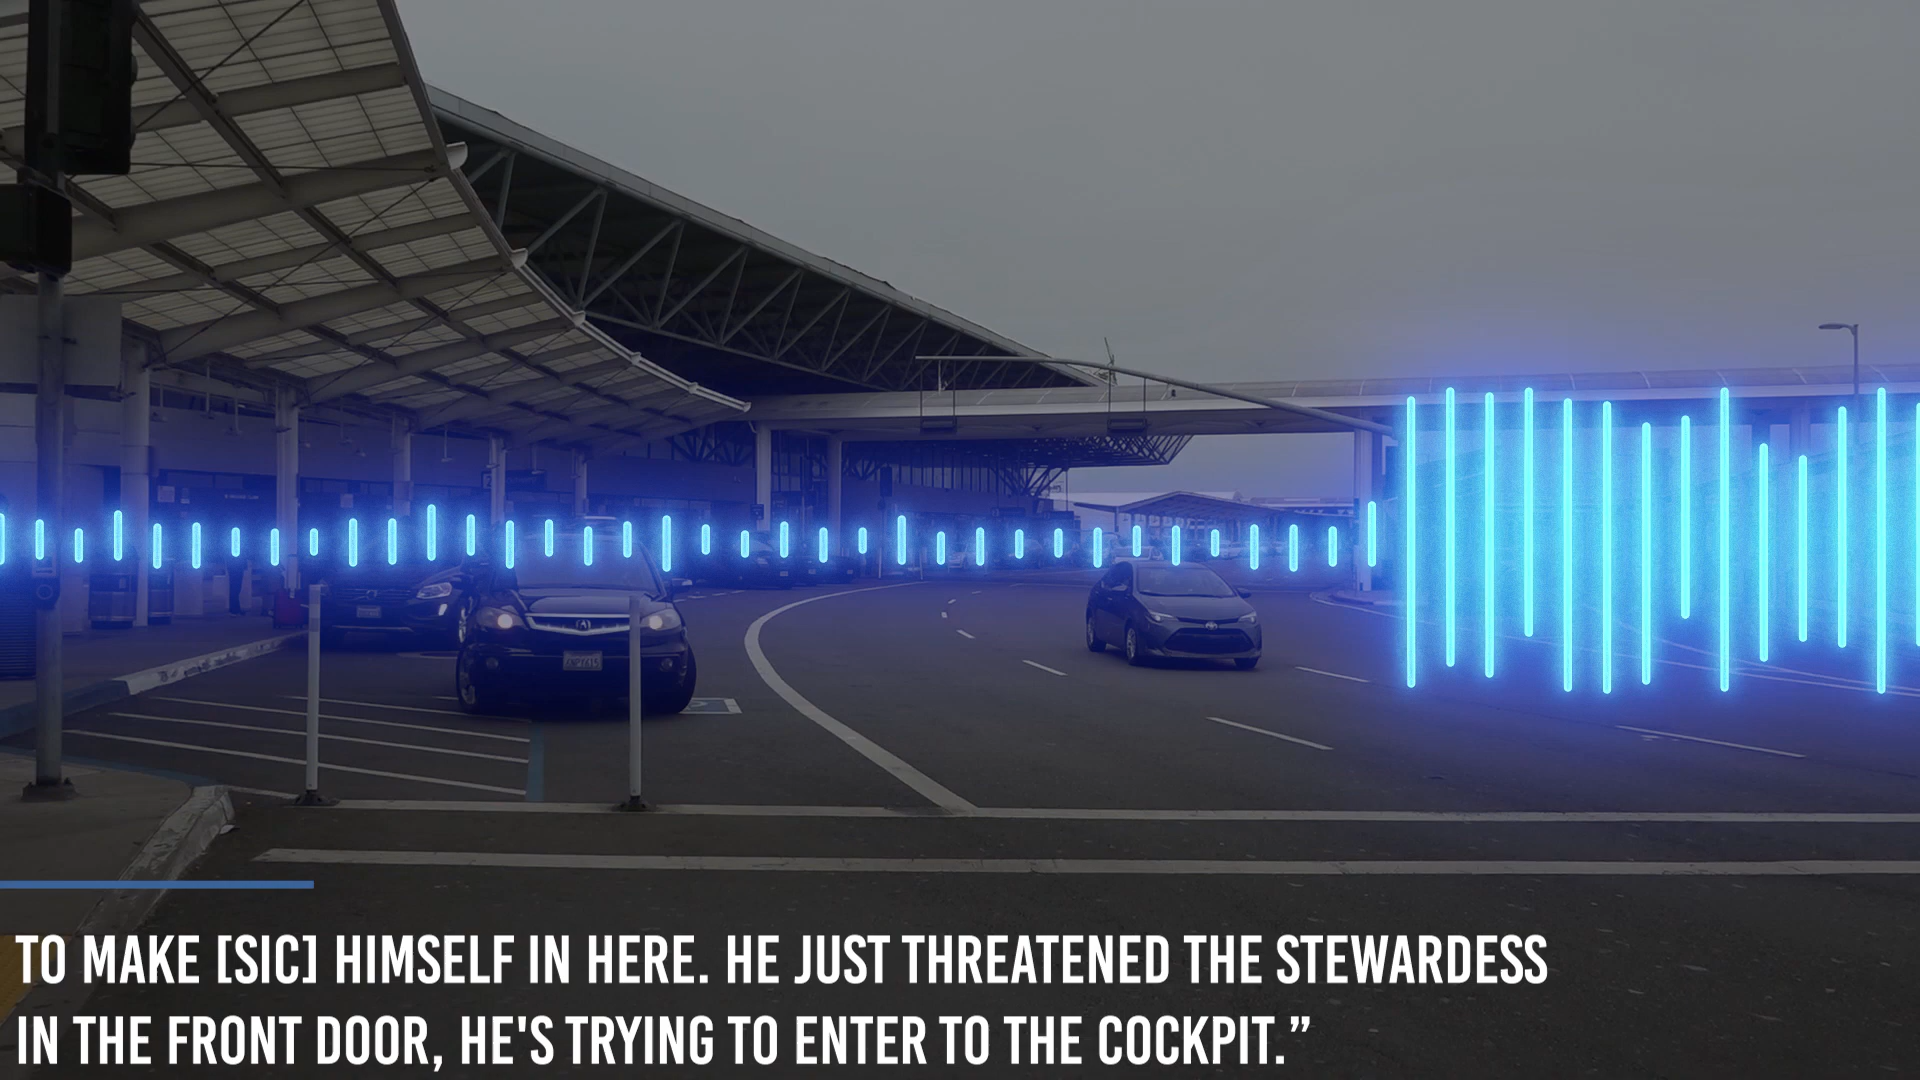 TO MAKE [SIC] HIMSELF IN HERE. HE JUST THREATENED THE STEWARDESS
IN THE FRONT DOOR, HE'S TRYING TO ENTER TO THE COCKPIT.”